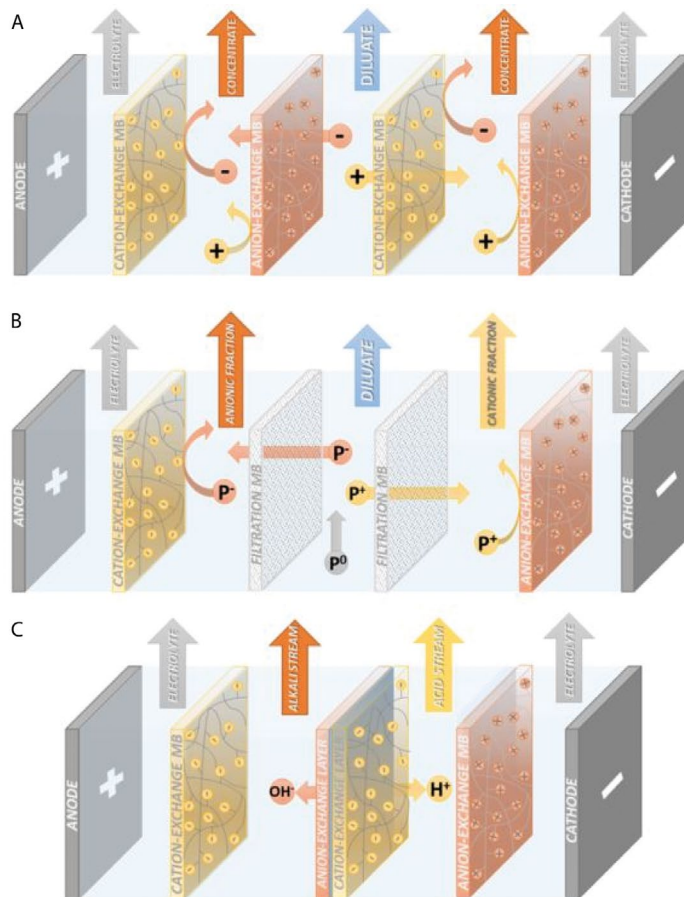 A
ELECTROLYTE
CONCENTRATE
DILUATE
CONCENTRATE
ELECTROLYTE
ANODE
+
CATION-EXCHANGE MB
-
ANION-EXCHANGE MB
-
+
CATION-EXCHANGE MB
-
ANION-EXCHANGE MB
CATHODE
-
+
+
B
ELECTROLYTE
ANIONIC FRACTION
DILUATE
CATIONIC FRACTION
ELECTROLYTE
ANODE
+
CATION-EXCHANGE MB
P-
FILTRATION MB
P-
P+
P⁰
FILTRATION MB
P+
ANION-EXCHANGE MB
CATHODE
-
C
ELECTROLYTE
ALKALI STREAM
ACID STREAM
ELECTROLYTE
ANODE
+
CATION-EXCHANGE MB
OH-
ANION-EXCHANGE LAYER
CATION-EXCHANGE LAYER
H+
ANION-EXCHANGE MB
CATHODE
-